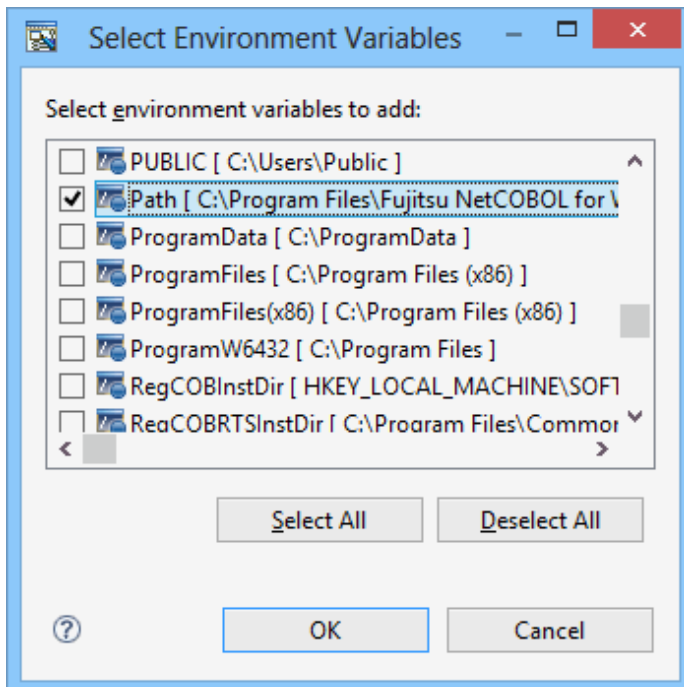 Select Environment Variables
Select environment variables to add:
PUBLIC [ C:\Users\Public ]
Path [ C:\Program Files\Fujitsu NetCOBOL for
ProgramData [ C:\ProgramData ]
ProgramFiles [ C:\Program Files (x86) ]
ProgramFiles(x86) [ C:\Program Files (x86) ]
ProgramW6432 [ C:\Program Files ]
RegCOBInstDir [ HKEY_LOCAL_MACHINE\SOFT
RegCOBRTSInstDir [ C:\Program Files\Common
Select All
Deselect All
?
OK
Cancel